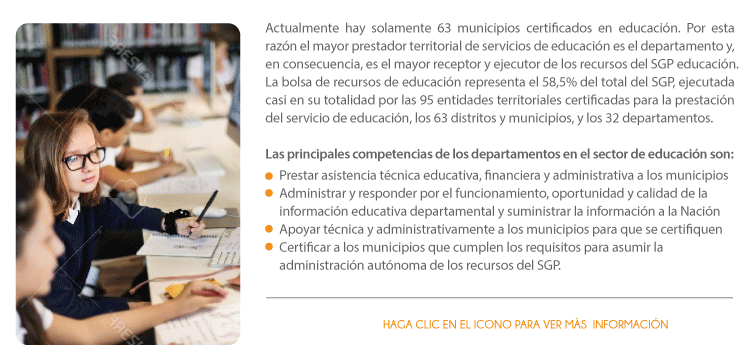 Actualmente hay solamente 63 municipios certificados en educación. Por esta
razón el mayor prestador territorial de servicios de educación es el departamento y,
en consecuencia, es el mayor receptor y ejecutor de los recursos del SGP educación.
La bolsa de recursos de educación representa el 58,5% del total del SGP, ejecutada
casi en su totalidad por las 95 entidades territoriales certificadas para la prestación
del servicio de educación, los 63 distritos y municipios, y los 32 departamentos.
Las principales competencias de los departamentos en el sector de educación son:
Prestar asistencia técnica educativa, financiera y administrativa a los municipios
Administrar y responder por el funcionamiento, oportunidad y calidad de la
información educativa departamental y suministrar la información a la Nación
Apoyar técnica y administrativamente a los municipios para que se certifiquen
Certificar a los municipios que cumplen los requisitos para asumir la
administración autónoma de los recursos del SGP.
HAGA CLIC EN EL ICONO PARA VER MÀS INFORMACIÓN